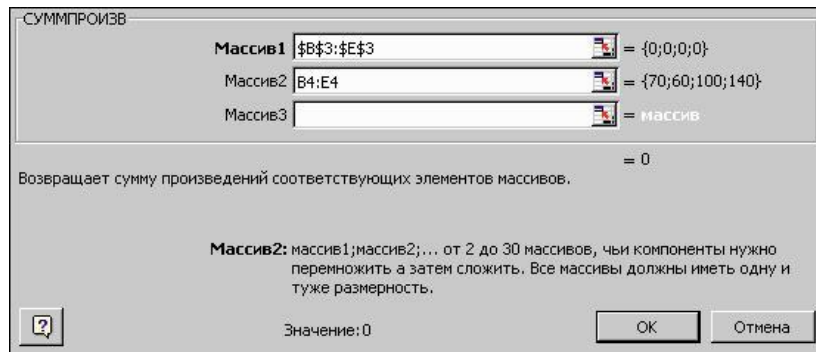 СУММПРОИЗВ
Массив1 $B$3:$E$3 = {0;0;0;0}
Массив2 B4:E4 = {70;60;100;140}
Массив3 = массив
= 0
Возвращает сумму произведений соответствующих элементов массивов.
Массив2: массив1;массив2;... от 2 до 30 массивов, чьи компоненты нужно
перемножить а затем сложить. Все массивы должны иметь одну и
туже размерность.
? Значение:0 ОК Отмена